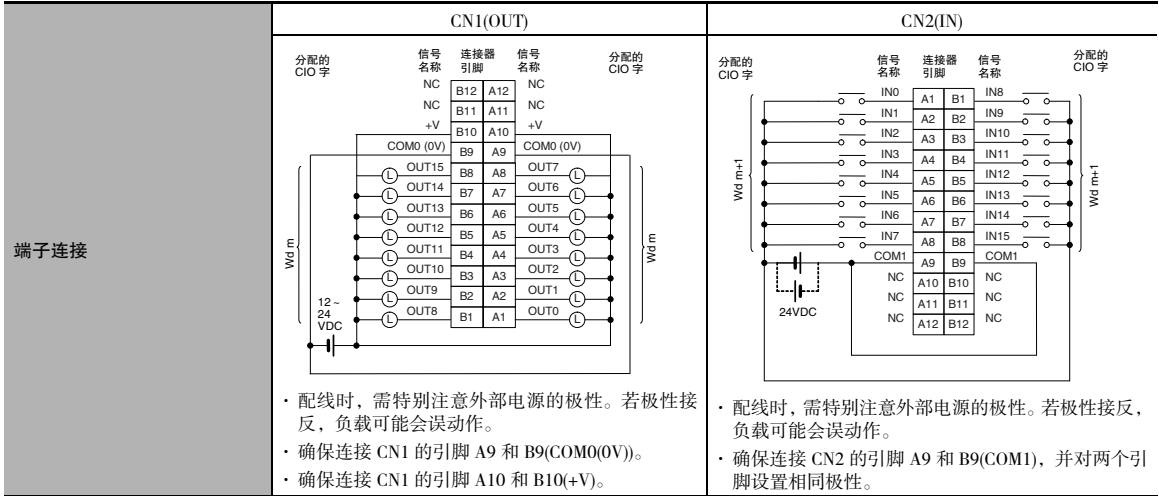 CN1(OUT)
CN2(IN)
端子连接
分配的 信号 连接器 信号 分配的
CIO 字 名称 引脚 名称 CIO 字
NC B12 A12 NC
NC B11 A11 NC
+V B10 A10 +V
COM0 (0V) B9 A9 COM0 (0V)
OUT15 B8 A8 OUT7
L L
OUT14 B7 A7 OUT6
L L
OUT13 B6 A6 OUT5
L L
OUT12 B5 A5 OUT4
L L
OUT11 B4 A4 OUT3
L L
OUT10 B3 A3 OUT2
L L
OUT9 B2 A2 OUT1
L L
OUT8 B1 A1 OUT0
L L
Wd m
Wd m
12 ~
24
VDC
· 配线时，需特别注意外部电源的极性。若极性接
反，负载可能会误动作。
· 确保连接 CN1 的引脚 A9 和 B9(COM0(0V))。
· 确保连接 CN1 的引脚 A10 和 B10(+V)。
分配的 信号 连接器 信号 分配的
CIO 字 名称 引脚 名称 CIO 字
IN0 A1 B1 IN8
IN1 A2 B2 IN9
IN2 A3 B3 IN10
IN3 A4 B4 IN11
IN4 A5 B5 IN12
IN5 A6 B6 IN13
IN6 A7 B7 IN14
IN7 A8 B8 IN15
COM1 A9 B9 COM1
NC A10 B10 NC
NC A11 B11 NC
NC A12 B12 NC
Wd m+1
Wd m+1
24VDC
· 配线时，需特别注意外部电源的极性。若极性接反，
负载可能会误动作。
· 确保连接 CN2 的引脚 A9 和 B9(COM1)，并对两个引
脚设置相同极性。